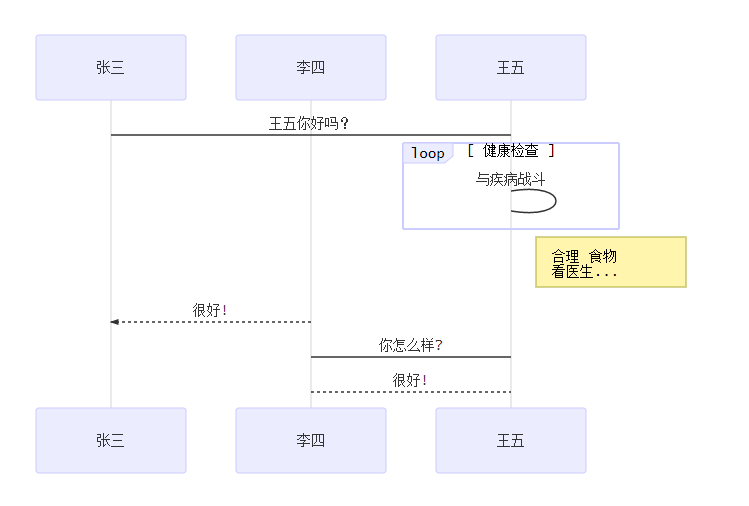 张三
李四
王五
王五你好吗?
loop
[ 健康检查 ]
与疾病战斗
合理 食物
看医生...
很好!
你怎么样?
很好!
张三
李四
王五